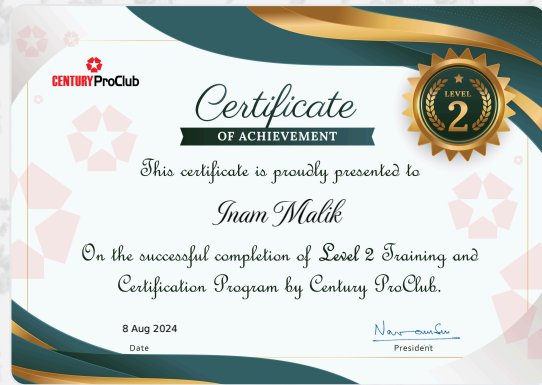 CENTURY ProClub
LEVEL
2
Certificate
OF ACHIEVEMENT
This certificate is proudly presented to
Inam Malik
On the successful completion of Level 2 Training and
Certification Program by Century ProClub.
8 Aug 2024
Date
President